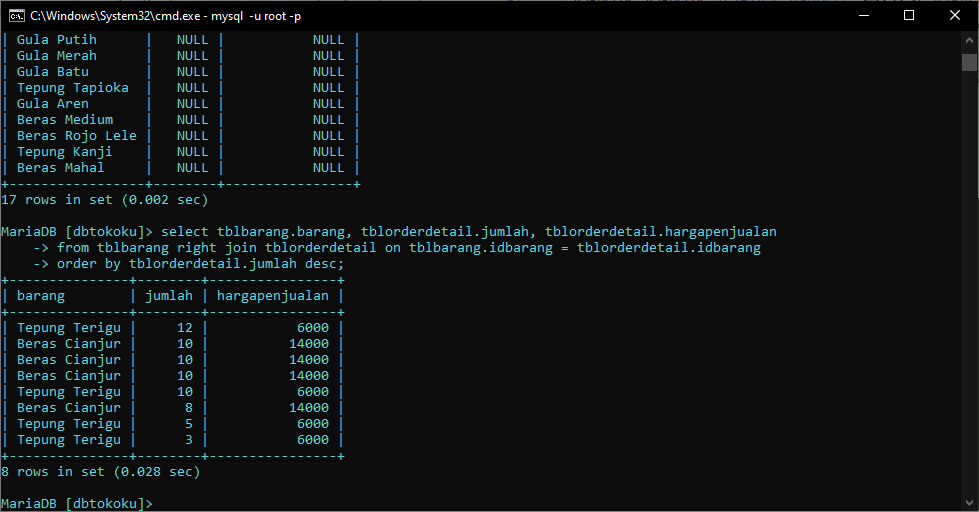 C:\Windows\System32\cmd.exe - mysql  -u root -p
| Gula Putih      |   NULL |           NULL |
| Gula Merah      |   NULL |           NULL |
| Gula Batu       |   NULL |           NULL |
| Tepung Tapioka  |   NULL |           NULL |
| Gula Aren       |   NULL |           NULL |
| Beras Medium    |   NULL |           NULL |
| Beras Rojo Lele |   NULL |           NULL |
| Tepung Kanji    |   NULL |           NULL |
| Beras Mahal     |   NULL |           NULL |
+-----------------+--------+----------------+
17 rows in set (0.002 sec)
MariaDB [dbtokoku]> select tblbarang.barang, tblorderdetail.jumlah, tblorderdetail.hargapenjualan
    -> from tblbarang right join tblorderdetail on tblbarang.idbarang = tblorderdetail.idbarang
    -> order by tblorderdetail.jumlah desc;
+---------------+--------+----------------+
| barang        | jumlah | hargapenjualan |
+---------------+--------+----------------+
| Tepung Terigu |     12 |           6000 |
| Beras Cianjur |     10 |          14000 |
| Beras Cianjur |     10 |          14000 |
| Beras Cianjur |     10 |          14000 |
| Tepung Terigu |     10 |           6000 |
| Beras Cianjur |      8 |          14000 |
| Tepung Terigu |      5 |           6000 |
| Tepung Terigu |      3 |           6000 |
+---------------+--------+----------------+
8 rows in set (0.028 sec)
MariaDB [dbtokoku]>